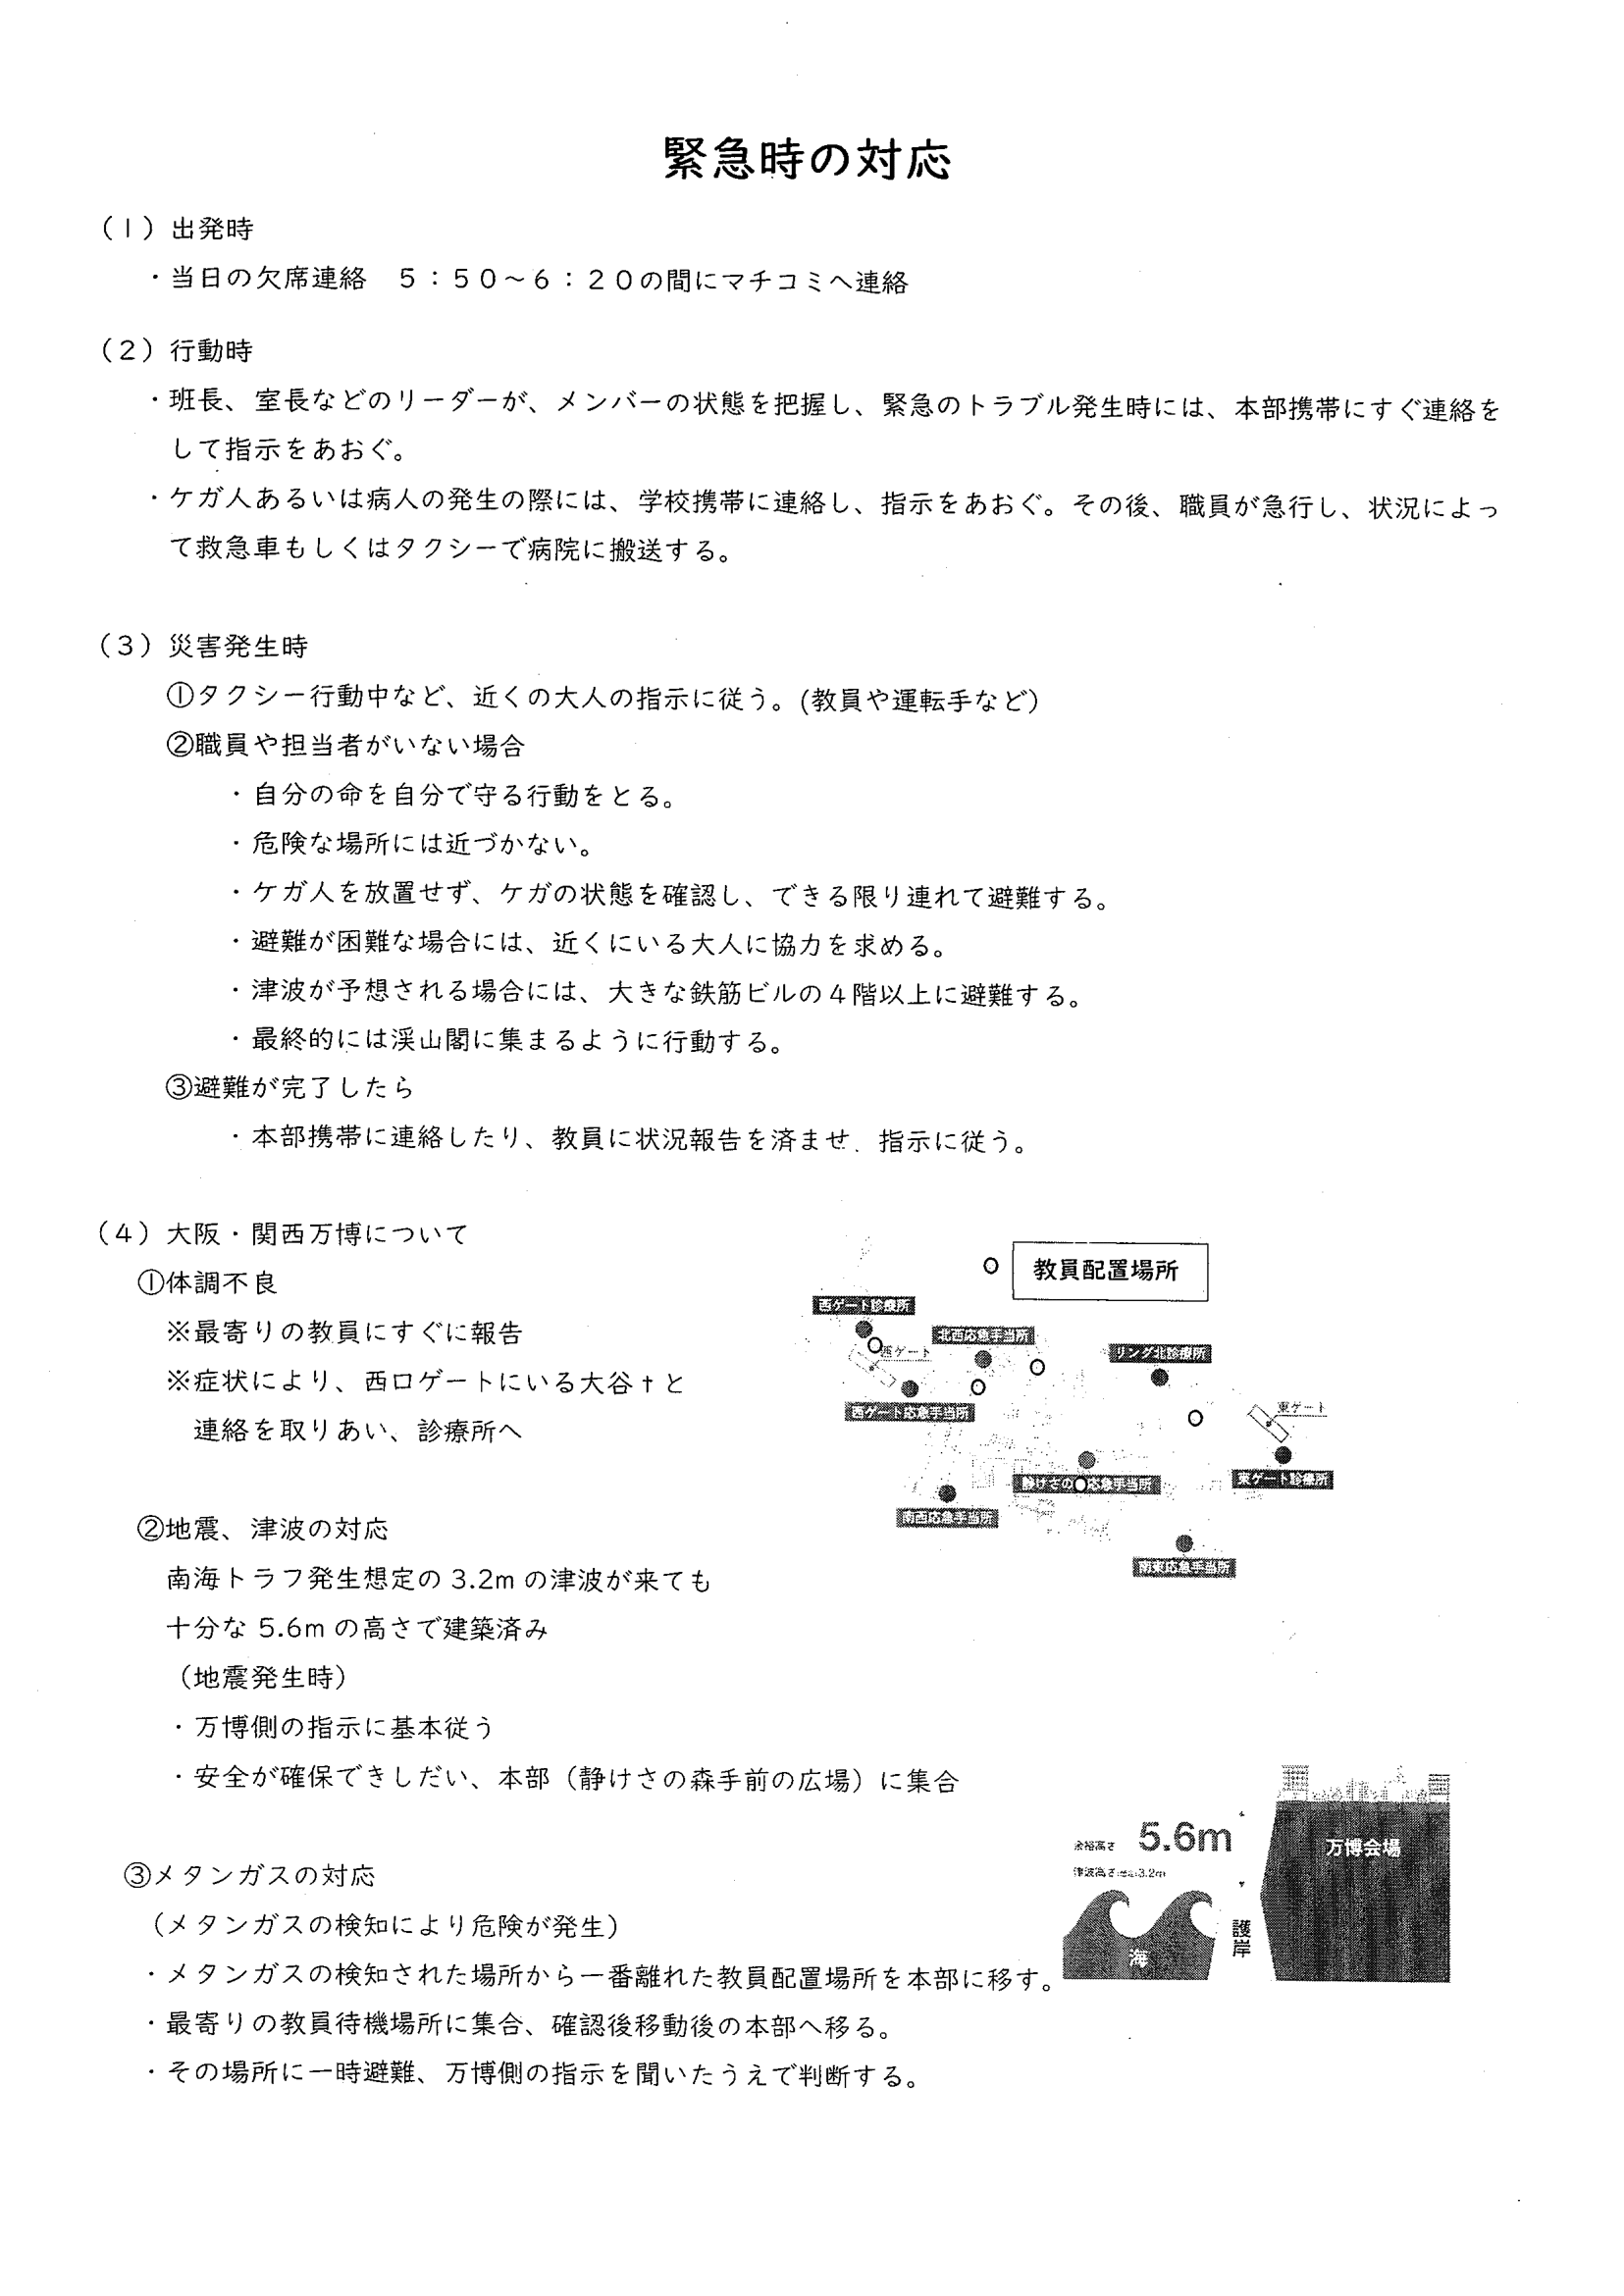 緊急時の対応
（１）出発時
・当日の欠席連絡　５：５０～６：２０の間にマチコミへ連絡
（２）行動時
・班長、室長などのリーダーが、メンバーの状態を把握し、緊急のトラブル発生時には、本部携帯にすぐ連絡を
して指示をあおぐ。
・ケガ人あるいは病人の発生の際には、学校携帯に連絡し、指示をあおぐ。その後、職員が急行し、状況によっ
て救急車もしくはタクシーで病院に搬送する。
（３）災害発生時
①タクシー行動中など、近くの大人の指示に従う。(教員や運転手など）
②職員や担当者がいない場合
・自分の命を自分で守る行動をとる。
・危険な場所には近づかない。
・ケガ人を放置せず、ケガの状態を確認し、できる限り連れて避難する。
・避難が困難な場合には、近くにいる大人に協力を求める。
・津波が予想される場合には、大きな鉄筋ビルの４階以上に避難する。
・最終的には渓山閣に集まるように行動する。
③避難が完了したら
・本部携帯に連絡したり、教員に状況報告を済ませ、指示に従う。
（４）大阪・関西万博について
①体調不良
※最寄りの教員にすぐに報告
※症状により、西口ゲートにいる大谷†と
連絡を取りあい、診療所へ
教員配置場所
西ゲート診療所
北西応急手当所
西ゲート
リング北診療所
西ゲート応急手当所
東ゲート
静けさの 応急手当所
東ゲート診療所
南西応急手当所
南東応急手当所
②地震、津波の対応
南海トラフ発生想定の 3.2m の津波が来ても
十分な 5.6m の高さで建築済み
（地震発生時）
・万博側の指示に基本従う
・安全が確保できしだい、本部（静けさの森手前の広場）に集合
余裕高さ 5.6m
津波高さ 3.2m
万博会場
海
護岸
③メタンガスの対応
（メタンガスの検知により危険が発生）
・メタンガスの検知された場所から一番離れた教員配置場所を本部に移す。
・最寄りの教員待機場所に集合、確認後移動後の本部へ移る。
・その場所に一時避難、万博側の指示を聞いたうえで判断する。